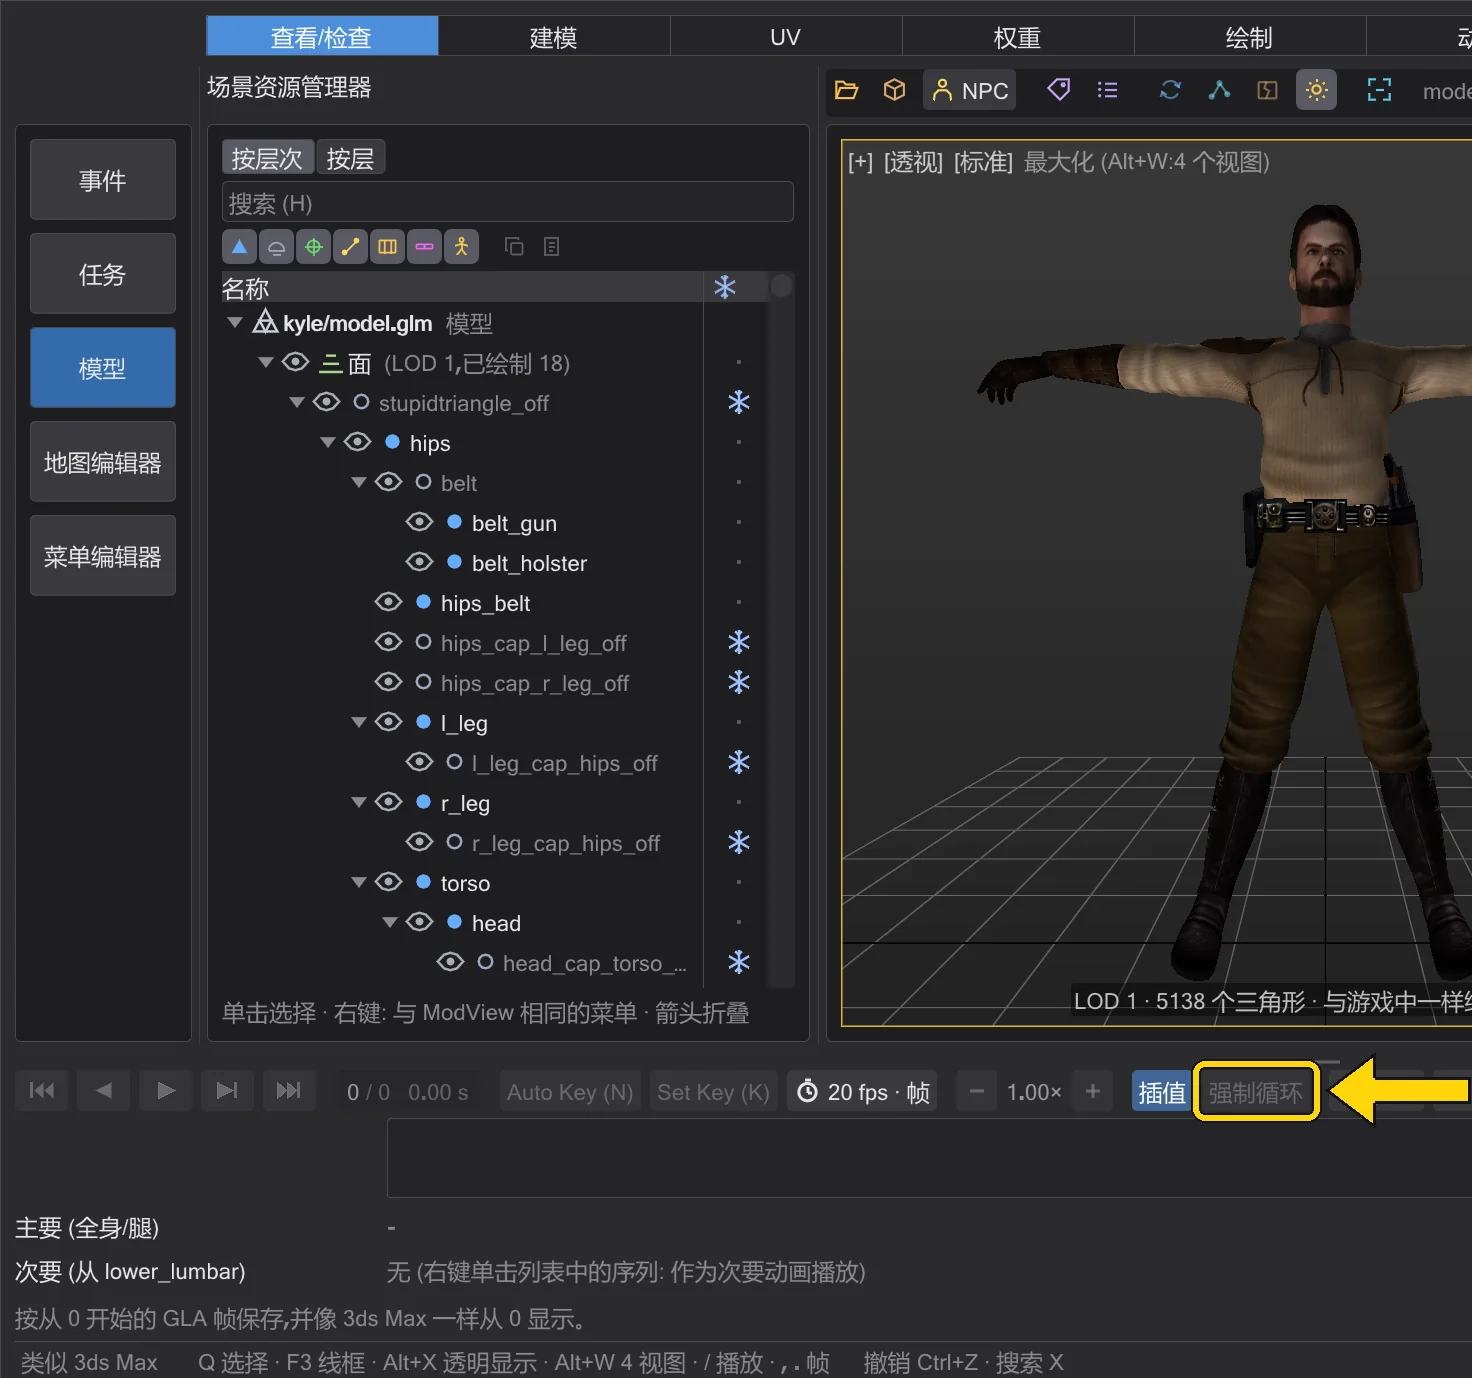 查看/检查
建模
UV
权重
绘制
场景资源管理器
NPC
事件
任务
模型
地图编辑器
菜单编辑器
按层次
按层
搜索 (H)
名称
kyle/model.glm 模型
面 (LOD 1,已绘制 18)
stupidtriangle_off
hips
belt
belt_gun
belt_holster
hips_belt
hips_cap_l_leg_off
hips_cap_r_leg_off
l_leg
l_leg_cap_hips_off
r_leg
r_leg_cap_hips_off
torso
head
head_cap_torso_...
单击选择 · 右键: 与 ModView 相同的菜单 · 箭头折叠
[+] [透视] [标准] 最大化 (Alt+W:4 个视图)
LOD 1 · 5138 个三角形 · 与游戏中一样
0 / 0 0.00 s
Auto Key (N)
Set Key (K)
20 fps · 帧
− 1.00× +
插值
强制循环
主要 (全身/腿)
-
次要 (从 lower_lumbar)
无 (右键单击列表中的序列: 作为次要动画播放)
按从 0 开始的 GLA 帧保存,并像 3ds Max 一样从 0 显示。
类似 3ds Max Q 选择 · F3 线框 · Alt+X 透明显示 · Alt+W 4 视图 · / 播放 · , . 帧 撤销 Ctrl+Z · 搜索 X